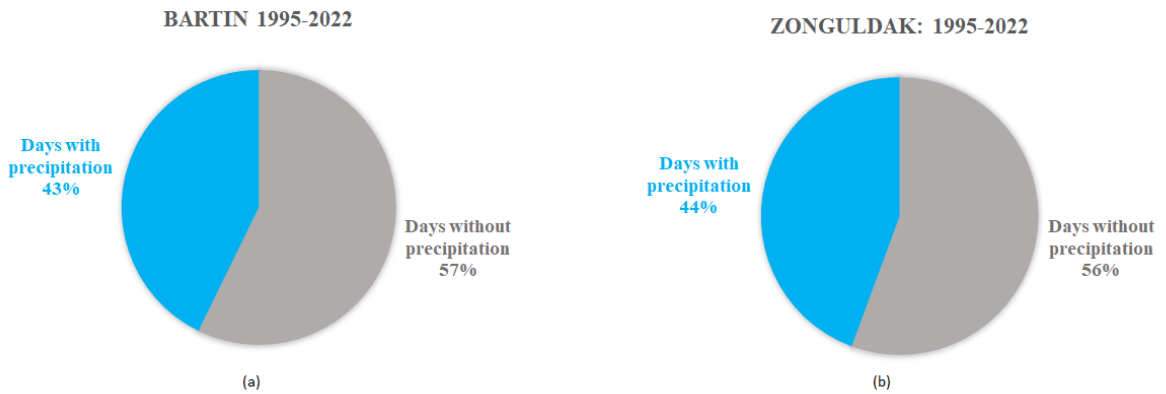 BARTIN 1995-2022
Days with
precipitation
43%
Days without
precipitation
57%
(a)
ZONGULDAK: 1995-2022
Days with
precipitation
44%
Days without
precipitation
56%
(b)